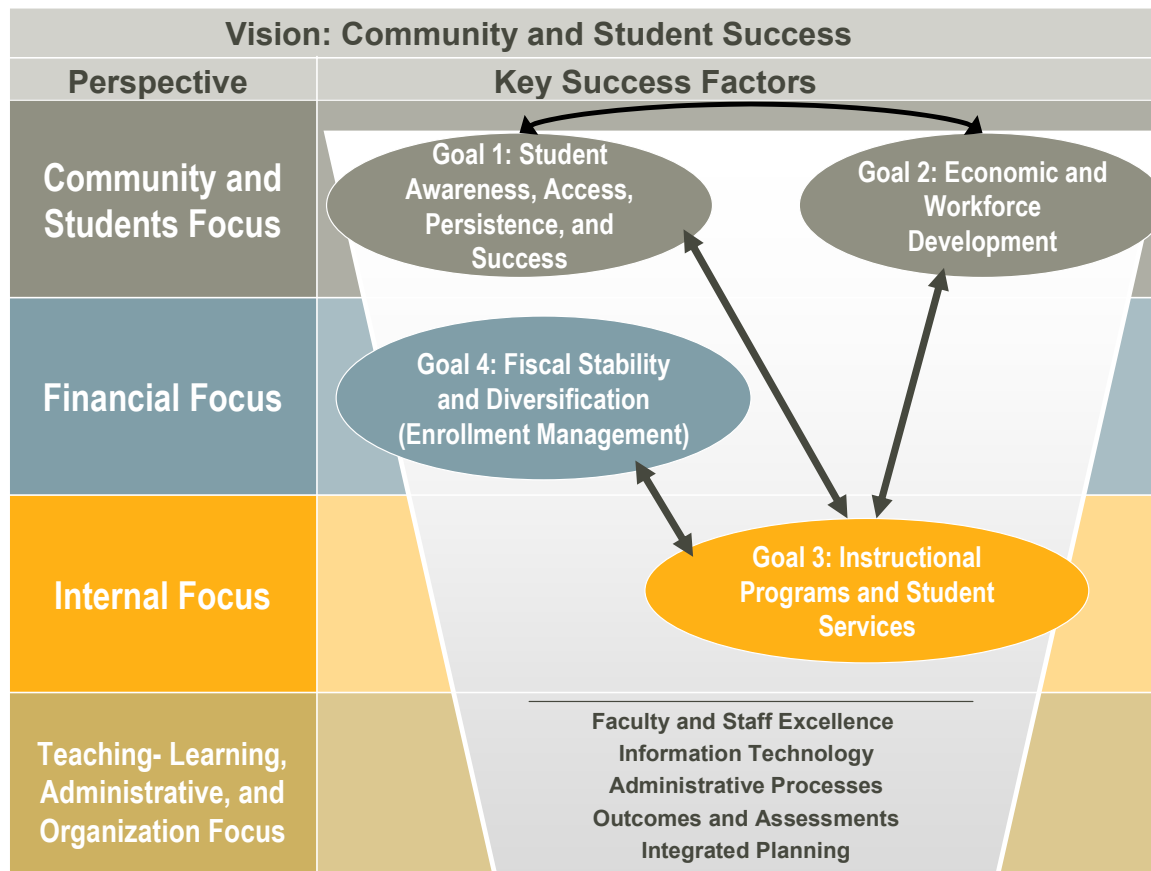 Vision: Community and Student Success
Perspective
Key Success Factors
Community and
Students Focus
Goal 1: Student
Awareness, Access,
Persistence, and
Success
Goal 2: Economic and
Workforce
Development
Financial Focus
Goal 4: Fiscal Stability
and Diversification
(Enrollment Management)
Internal Focus
Goal 3: Instructional
Programs and Student
Services
Teaching- Learning,
Administrative, and
Organization Focus
Faculty and Staff Excellence
Information Technology
Administrative Processes
Outcomes and Assessments
Integrated Planning